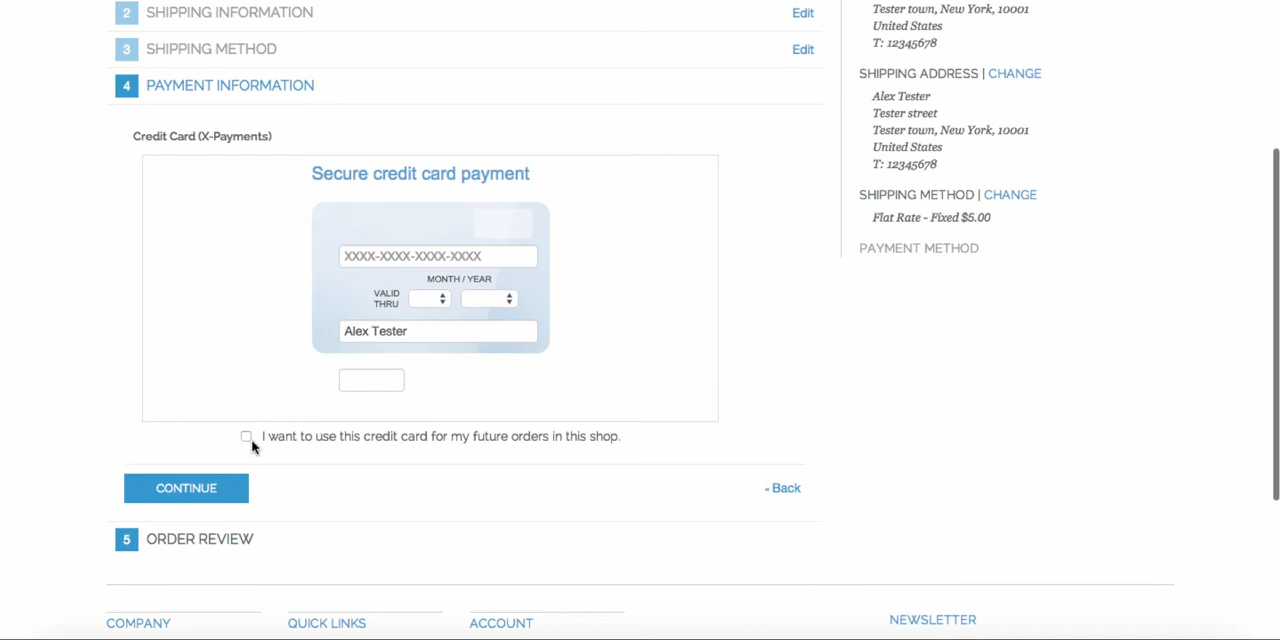 2 SHIPPING INFORMATION Edit
3 SHIPPING METHOD Edit
4 PAYMENT INFORMATION
Credit Card (X-Payments)
Secure credit card payment
XXXX-XXXX-XXXX-XXXX
MONTH / YEAR
VALID
THRU
Alex Tester
I want to use this credit card for my future orders in this shop.
CONTINUE
« Back
5 ORDER REVIEW
Tester town, New York, 10001
United States
T: 12345678
SHIPPING ADDRESS | CHANGE
Alex Tester
Tester street
Tester town, New York, 10001
United States
T: 12345678
SHIPPING METHOD | CHANGE
Flat Rate - Fixed $5.00
PAYMENT METHOD
COMPANY
QUICK LINKS
ACCOUNT
NEWSLETTER